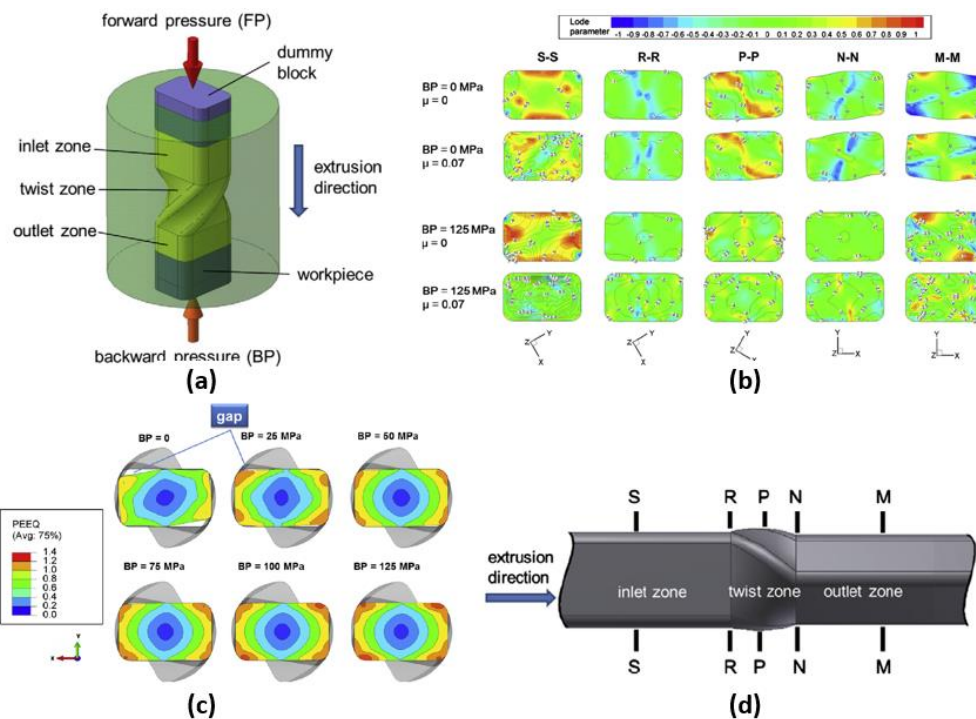 forward pressure (FP)
dummy
block
inlet zone
twist zone
outlet zone
extrusion
direction
workpiece
backward pressure (BP)
(a)
Lode
parameter
-1 -0.9 -0.8 -0.7 -0.6 -0.5 -0.4 -0.3 -0.2 -0.1 0 0.1 0.2 0.3 0.4 0.5 0.6 0.7 0.8 0.9 1
S-S R-R P-P N-N M-M
BP = 0 MPa
μ = 0
BP = 0 MPa
μ = 0.07
BP = 125 MPa
μ = 0
BP = 125 MPa
μ = 0.07
Z Y X
Z Y X
Z Y
Y Z X
Y Z X
(b)
gap
BP = 0 BP = 25 MPa BP = 50 MPa
PEEQ
(Avg: 75%)
1.4
1.2
1.0
0.8
0.6
0.4
0.2
0.0
BP = 75 MPa BP = 100 MPa BP = 125 MPa
Y
X
(c)
S R P N M
extrusion
direction
inlet zone twist zone outlet zone
S R P N M
(d)